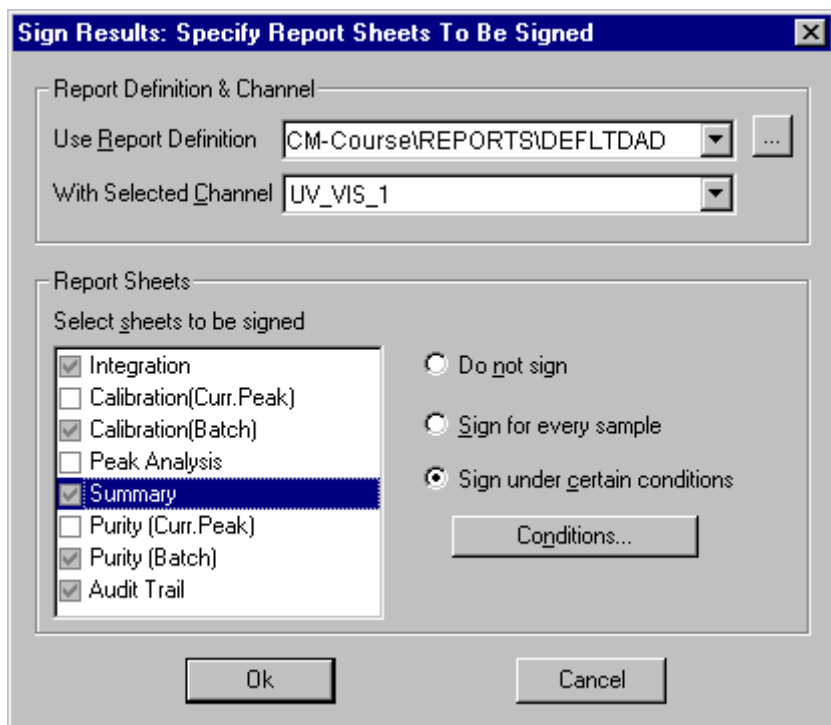 Sign Results: Specify Report Sheets To Be Signed
Report Definition & Channel
Use Report Definition CM-Course\REPORTS\DEFLTDAD ...
With Selected Channel UV_VIS_1
Report Sheets
Select sheets to be signed
Integration
Calibration(Curr.Peak)
Calibration(Batch)
Peak Analysis
Summary
Purity (Curr.Peak)
Purity (Batch)
Audit Trail
Do not sign
Sign for every sample
Sign under certain conditions
Conditions...
Ok Cancel